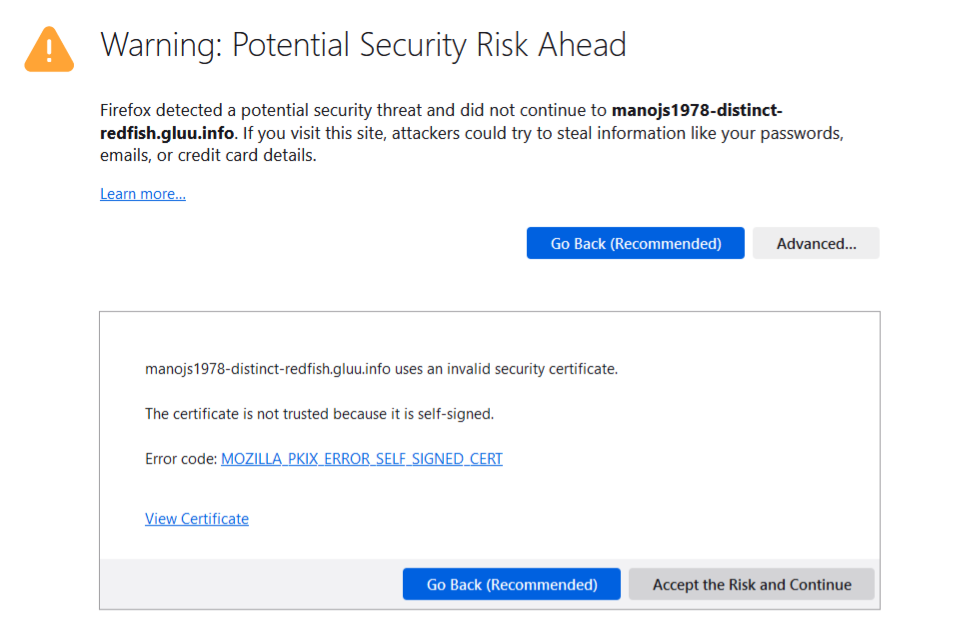 Warning: Potential Security Risk Ahead
Firefox detected a potential security threat and did not continue to manojs1978-distinct-
redfish.gluu.info. If you visit this site, attackers could try to steal information like your passwords,
emails, or credit card details.
Learn more...
Go Back (Recommended)
Advanced...
manojs1978-distinct-redfish.gluu.info uses an invalid security certificate.
The certificate is not trusted because it is self-signed.
Error code: MOZILLA_PKIX_ERROR_SELF_SIGNED_CERT
View Certificate
Go Back (Recommended)
Accept the Risk and Continue